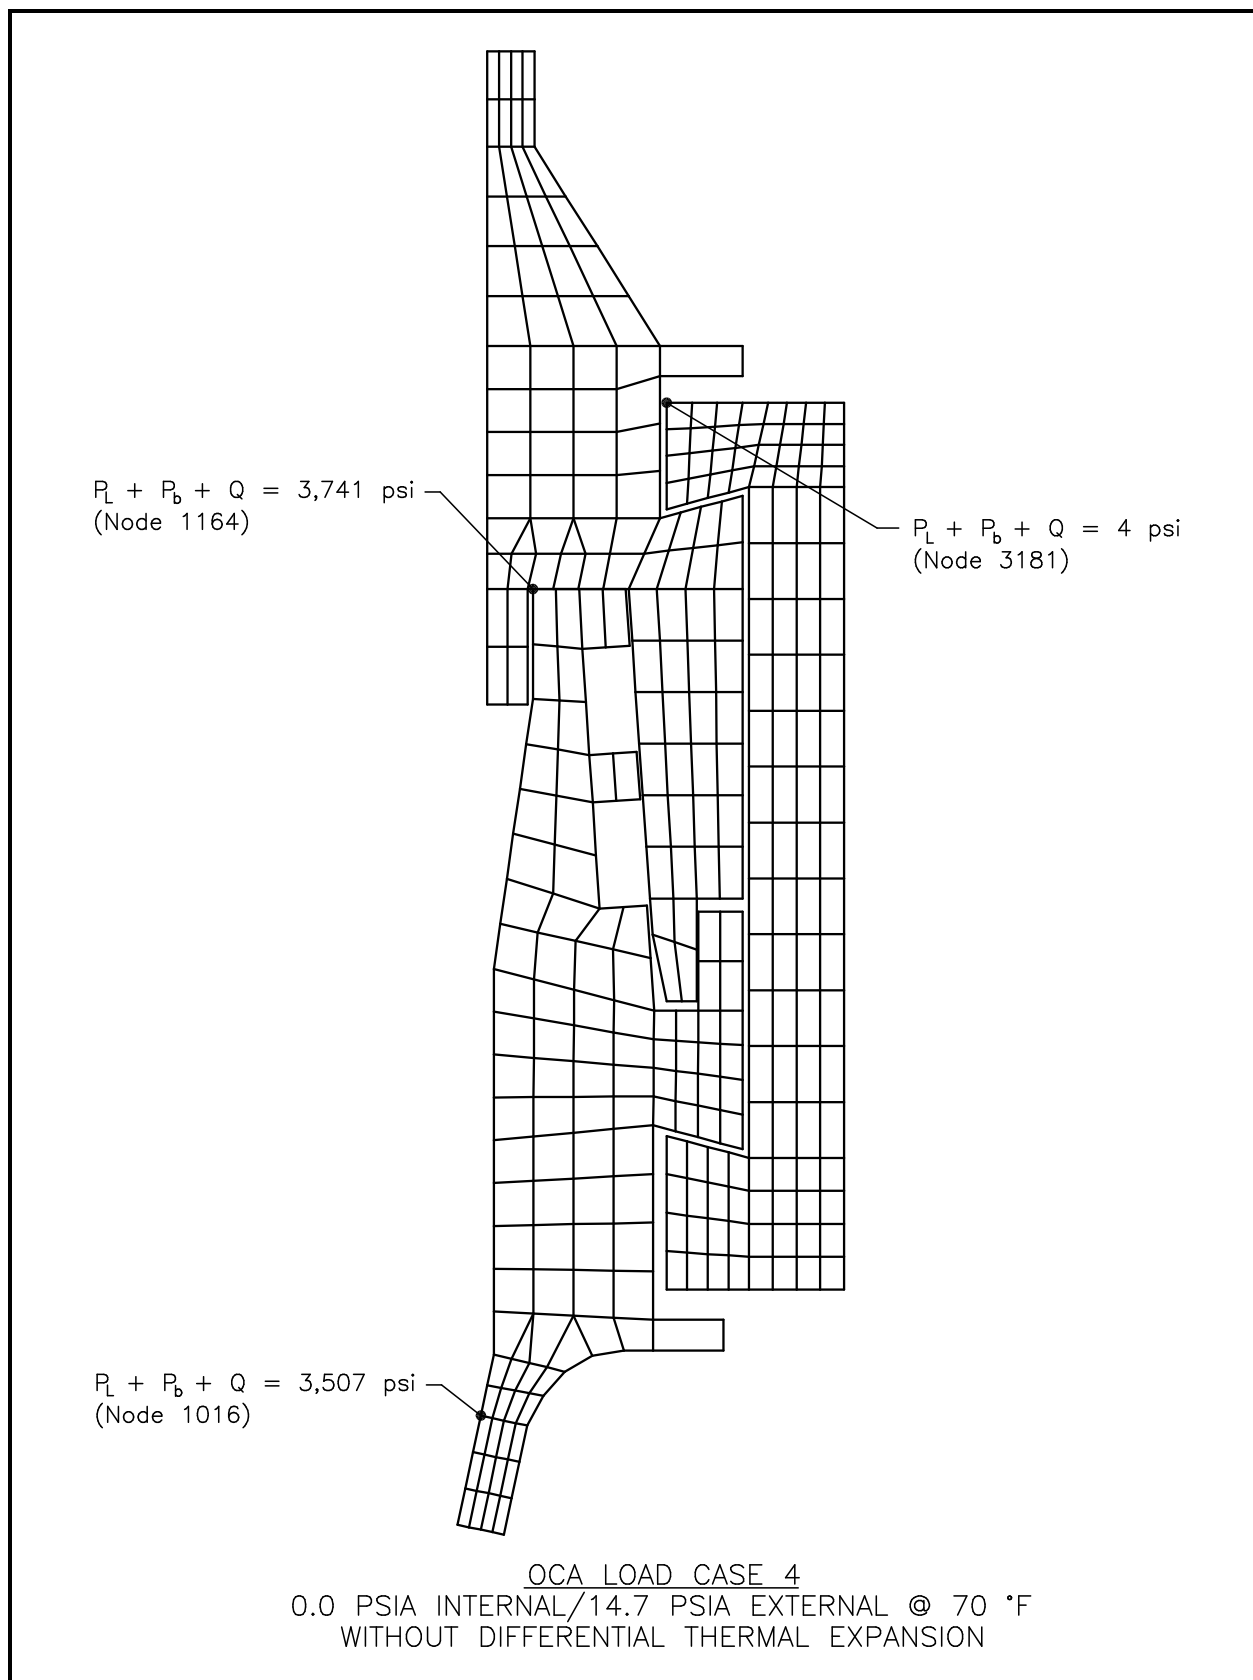 P_L + P_b + Q = 3,741 psi
(Node 1164)
P_L + P_b + Q = 4 psi
(Node 3181)
P_L + P_b + Q = 3,507 psi
(Node 1016)
OCA LOAD CASE 4
0.0 PSIA INTERNAL/14.7 PSIA EXTERNAL @ 70 °F
WITHOUT DIFFERENTIAL THERMAL EXPANSION